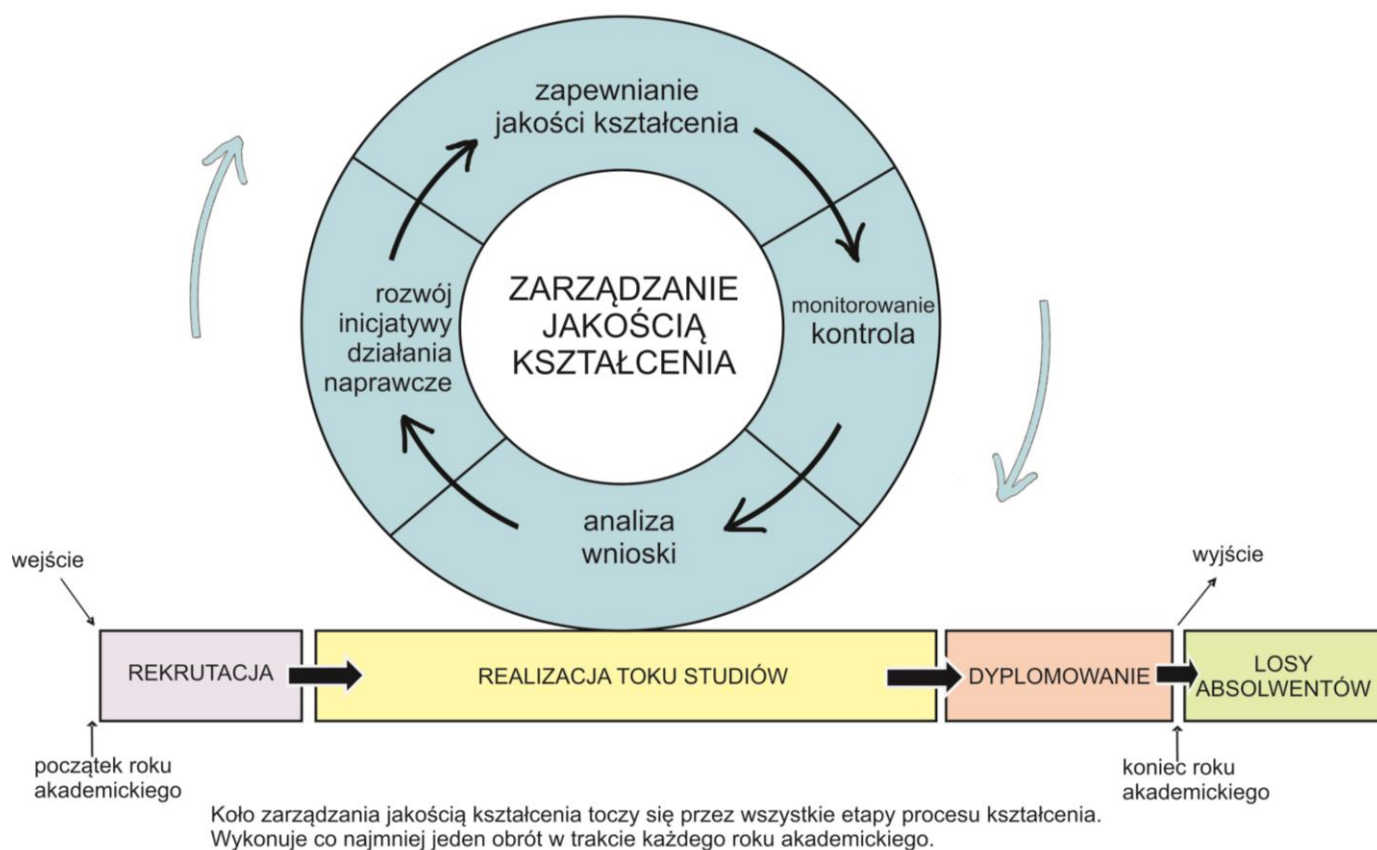 zapewnianie
jakości kształcenia
rozwój
inicjatywy
działania
naprawcze
ZARZĄDZANIE
JAKOŚCIĄ
KSZTAŁCENIA
monitorowanie
kontrola
analiza
wnioski
wejście
wyjście
REKRUTACJA
REALIZACJA TOKU STUDIÓW
DYPLOMOWANIE
LOSY
ABSOLWENTÓW
początek roku
akademickiego
koniec roku
akademickiego
Koło zarządzania jakością kształcenia toczy się przez wszystkie etapy procesu kształcenia.
Wykonuje co najmniej jeden obrót w trakcie każdego roku akademickiego.